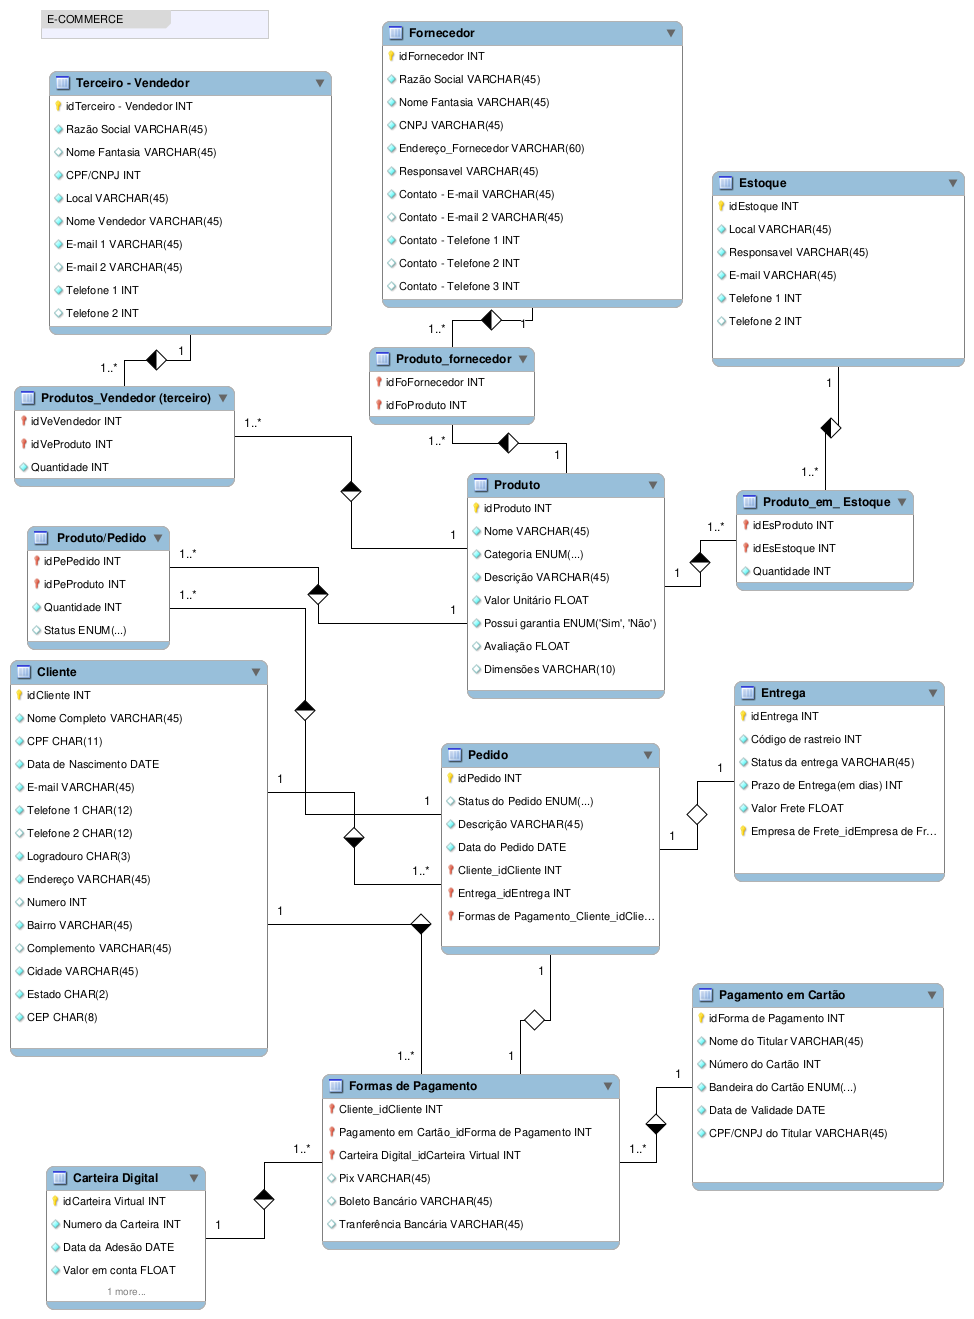 E-COMMERCE
Fornecedor
idFornecedor INT
Razão Social VARCHAR(45)
Nome Fantasia VARCHAR(45)
CNPJ VARCHAR(45)
Endereço_Fornecedor VARCHAR(60)
Responsavel VARCHAR(45)
Contato - E-mail VARCHAR(45)
Contato - E-mail 2 VARCHAR(45)
Contato - Telefone 1 INT
Contato - Telefone 2 INT
Contato - Telefone 3 INT
Terceiro - Vendedor
idTerceiro - Vendedor INT
Razão Social VARCHAR(45)
Nome Fantasia VARCHAR(45)
CPF/CNPJ INT
Local VARCHAR(45)
Nome Vendedor VARCHAR(45)
E-mail 1 VARCHAR(45)
E-mail 2 VARCHAR(45)
Telefone 1 INT
Telefone 2 INT
Estoque
idEstoque INT
Local VARCHAR(45)
Responsavel VARCHAR(45)
E-mail VARCHAR(45)
Telefone 1 INT
Telefone 2 INT
1..*
1
1
1..*
Produto_fornecedor
idFoFornecedor INT
idFoProduto INT
1..*
1
1
1..*
Produtos_Vendedor (terceiro)
idVeVendedor INT
idVeProduto INT
Quantidade INT
1..*
1
Produto
idProduto INT
Nome VARCHAR(45)
Categoria ENUM(...)
Descrição VARCHAR(45)
Valor Unitário FLOAT
Possui garantia ENUM('Sim', 'Não')
Avaliação FLOAT
Dimensões VARCHAR(10)
Produto_em_ Estoque
idEsProduto INT
idEsEstoque INT
Quantidade INT
1..*
1
Produto/Pedido
idPePedido INT
idPeProduto INT
Quantidade INT
Status ENUM(...)
1..*
1
1..*
1
Cliente
idCliente INT
Nome Completo VARCHAR(45)
CPF CHAR(11)
Data de Nascimento DATE
E-mail VARCHAR(45)
Telefone 1 CHAR(12)
Telefone 2 CHAR(12)
Logradouro CHAR(3)
Endereço VARCHAR(45)
Numero INT
Bairro VARCHAR(45)
Complemento VARCHAR(45)
Cidade VARCHAR(45)
Estado CHAR(2)
CEP CHAR(8)
1
1..*
1
1..*
Pedido
idPedido INT
Status do Pedido ENUM(...)
Descrição VARCHAR(45)
Data do Pedido DATE
Cliente_idCliente INT
Entrega_idEntrega INT
Formas de Pagamento_Cliente_idClie...
1
1
Entrega
idEntrega INT
Código de rastreio INT
Status da entrega VARCHAR(45)
Prazo de Entrega(em dias) INT
Valor Frete FLOAT
Empresa de Frete_idEmpresa de Fr...
1
1
Formas de Pagamento
Cliente_idCliente INT
Pagamento em Cartão_idForma de Pagamento INT
Carteira Digital_idCarteira Virtual INT
Pix VARCHAR(45)
Boleto Bancário VARCHAR(45)
Tranferência Bancária VARCHAR(45)
1..*
1
Pagamento em Cartão
idForma de Pagamento INT
Nome do Titular VARCHAR(45)
Número do Cartão INT
Bandeira do Cartão ENUM(...)
Data de Validade DATE
CPF/CNPJ do Titular VARCHAR(45)
1..*
1
Carteira Digital
idCarteira Virtual INT
Numero da Carteira INT
Data da Adesão DATE
Valor em conta FLOAT
1 more...